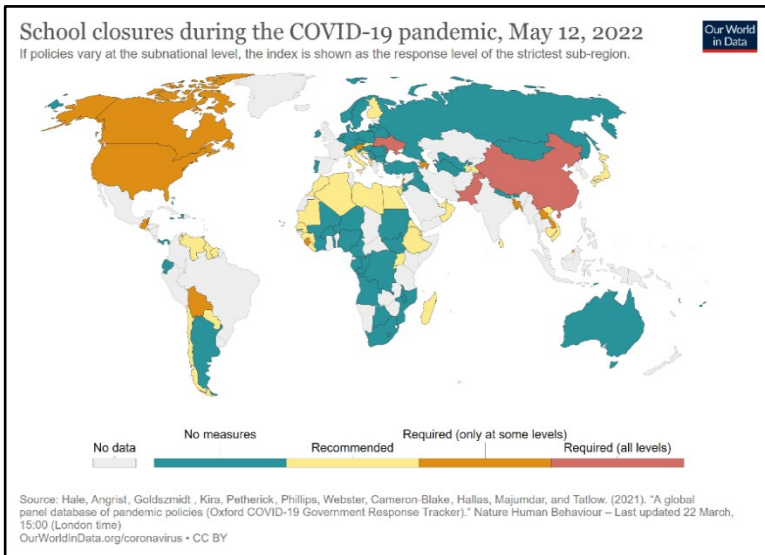 School closures during the COVID-19 pandemic, May 12, 2022
If policies vary at the subnational level, the index is shown as the response level of the strictest sub-region.
Our World
in Data
No data
No measures
Recommended
Required (only at some levels)
Required (all levels)
Source: Hale, Angrist, Goldszmidt , Kira, Petherick, Phillips, Webster, Cameron-Blake, Hallas, Majumdar, and Tatlow. (2021). “A global
panel database of pandemic policies (Oxford COVID-19 Government Response Tracker).” Nature Human Behaviour – Last updated 22 March,
15:00 (London time)
OurWorldInData.org/coronavirus • CC BY